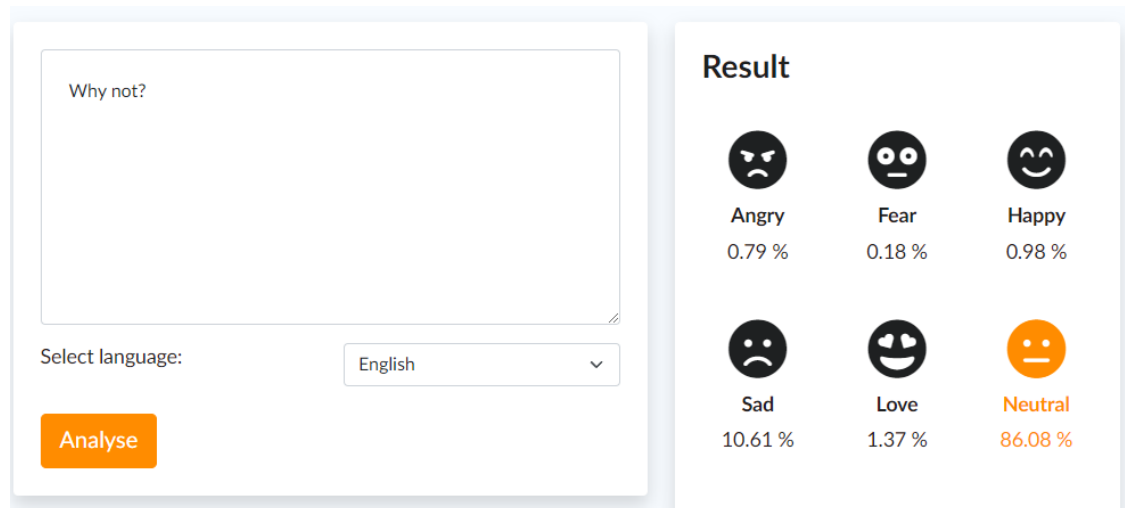 Why not?
Select language:
English
Analyse
Result
Angry Fear Happy
0.79 % 0.18 % 0.98 %
Sad Love Neutral
10.61 % 1.37 % 86.08 %